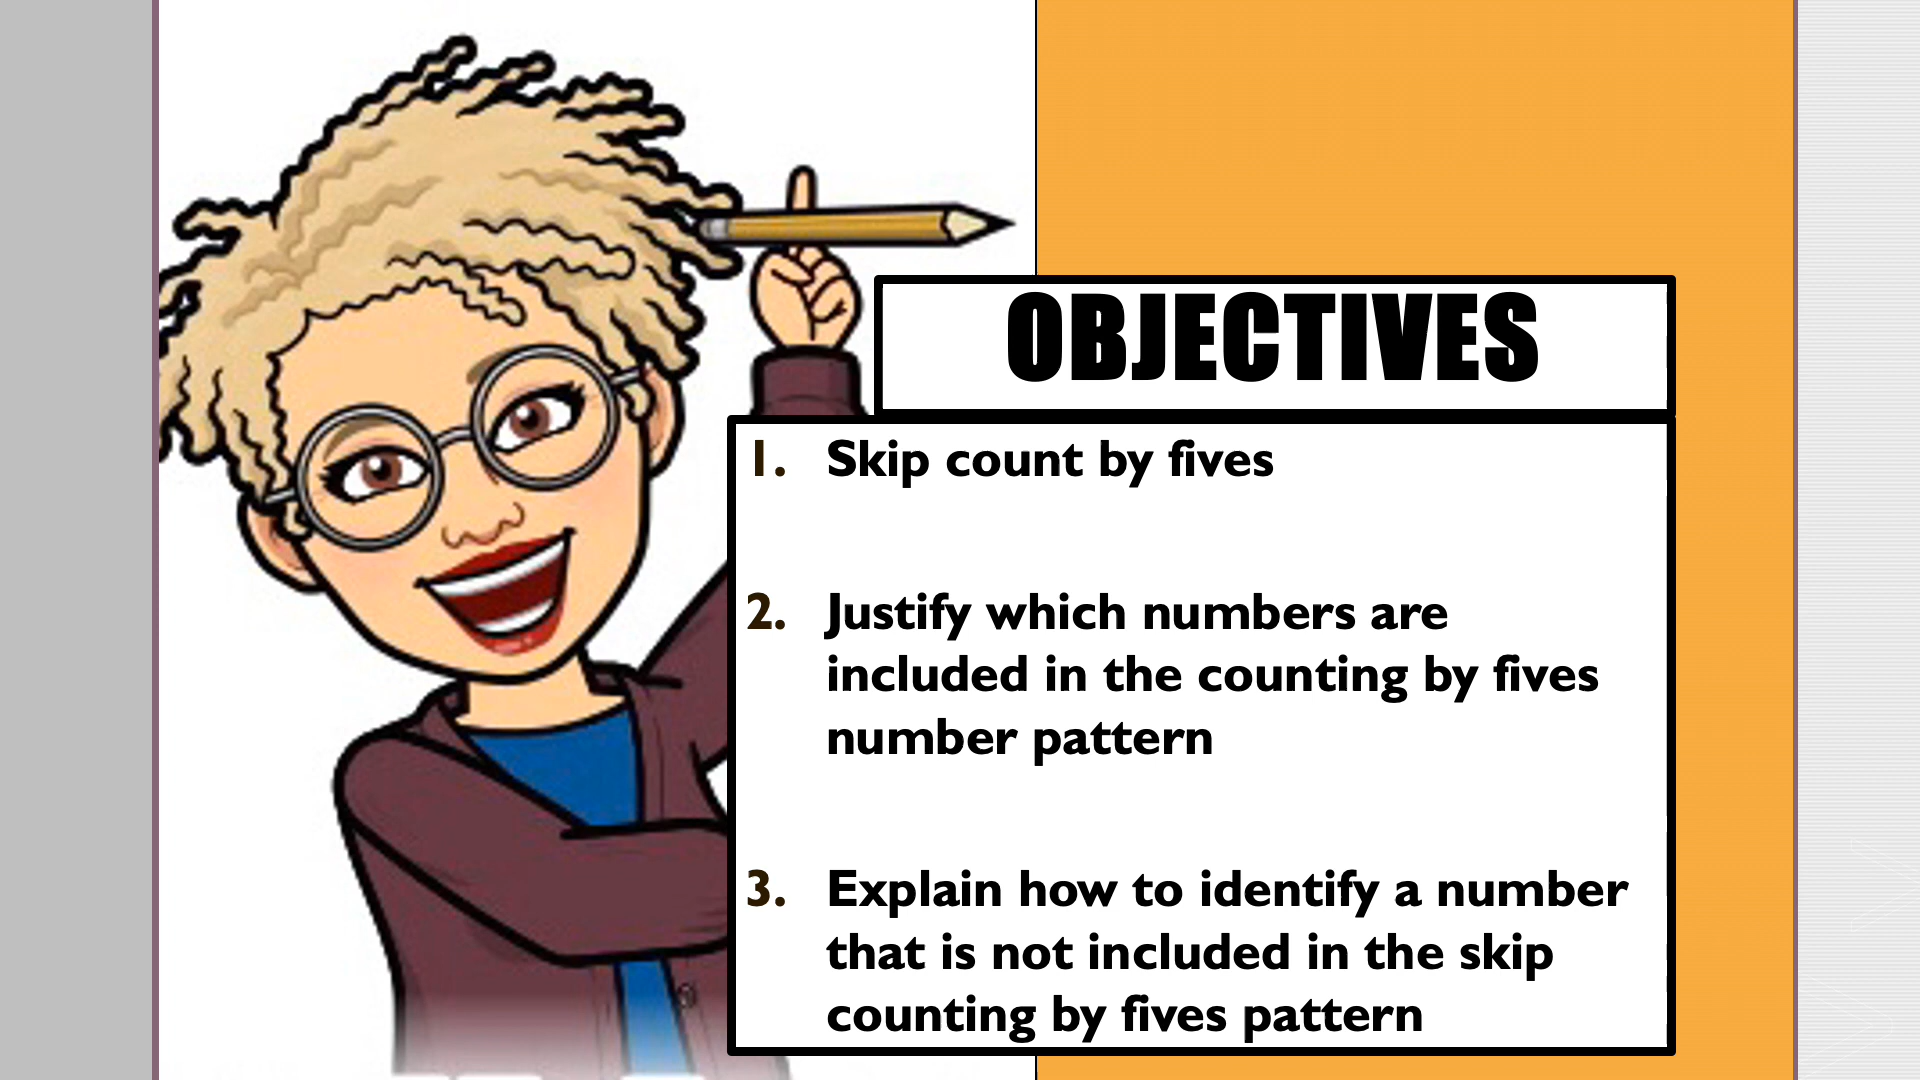 OBJECTIVES
1. Skip count by fives
2. Justify which numbers are
included in the counting by fives
number pattern
3. Explain how to identify a number
that is not included in the skip
counting by fives pattern